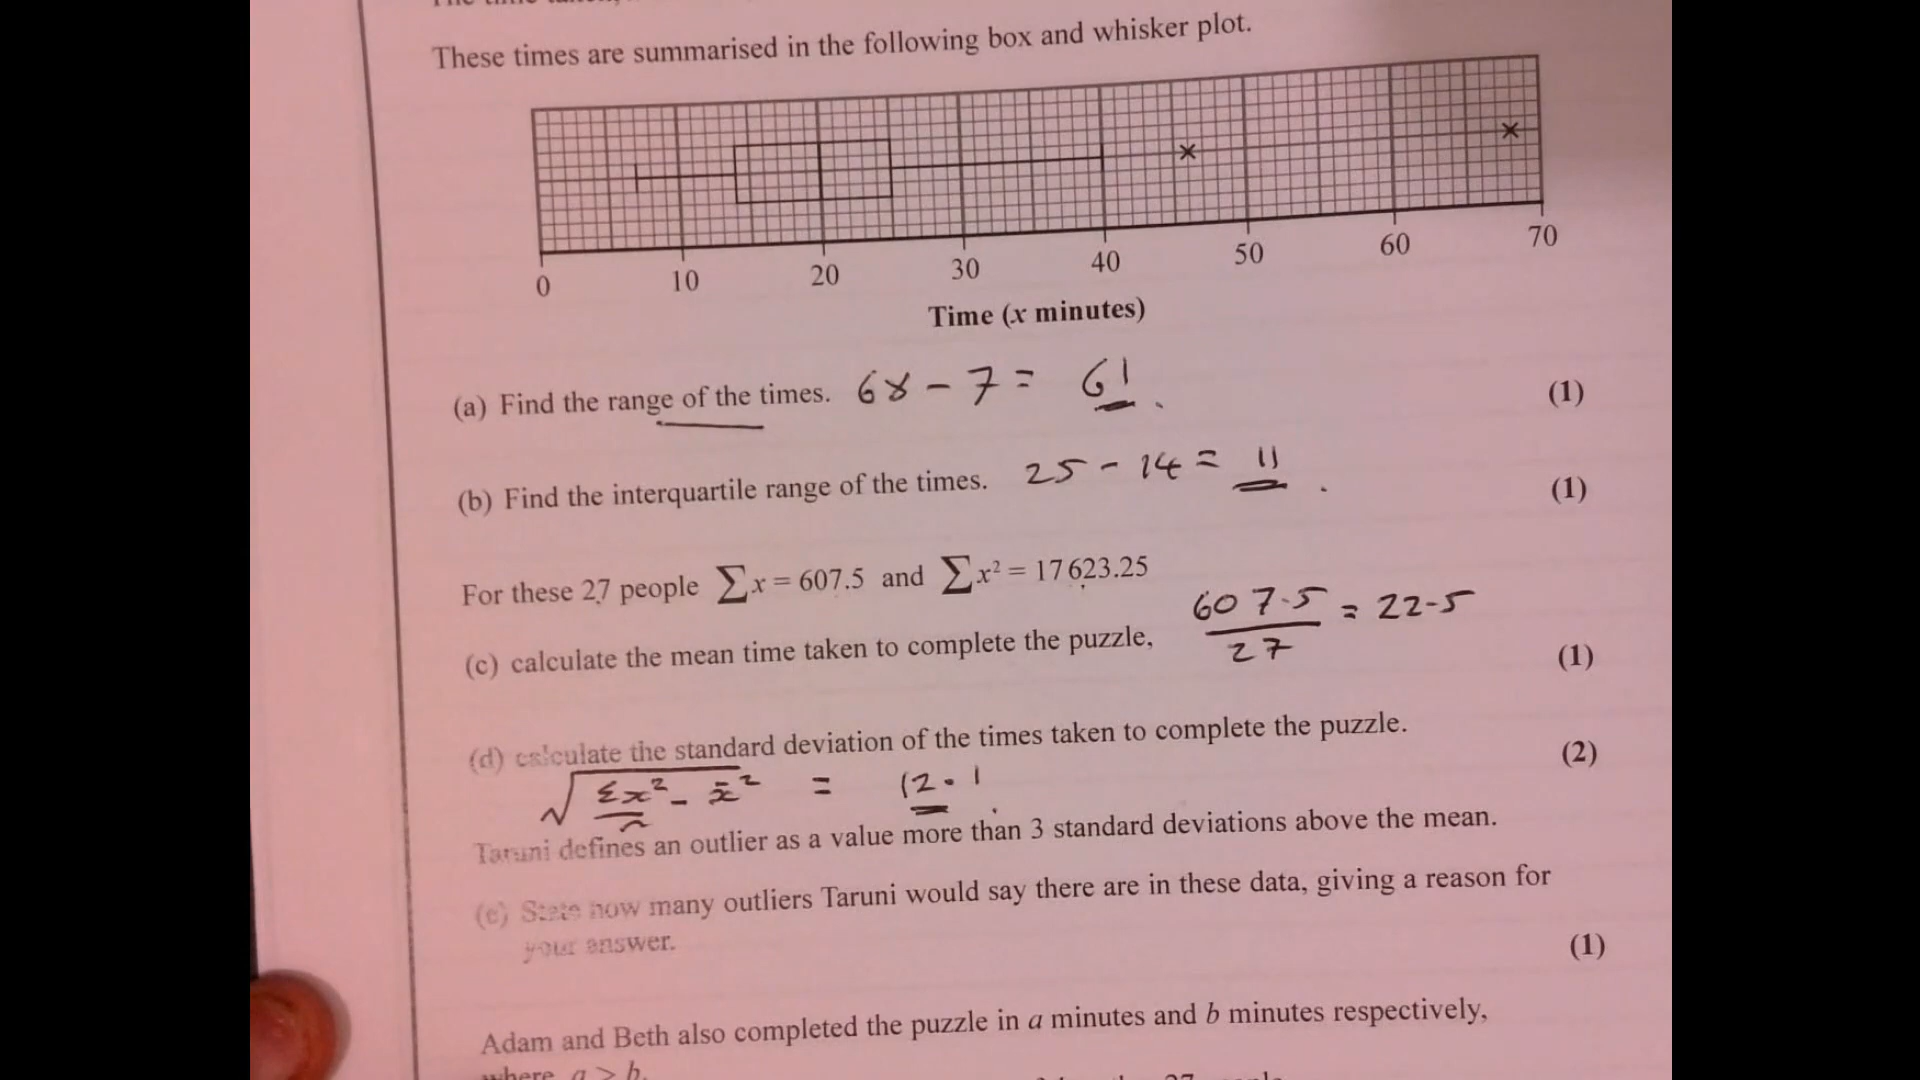 These times are summarised in the following box and whisker plot.
0 10 20 30 40 50 60 70
Time (x minutes)
(a) Find the range of the times. 68 - 7 = 61 (1)
(b) Find the interquartile range of the times. 25 - 14 = 11 (1)
For these 27 people ∑x = 607.5 and ∑x² = 17 623.25
(c) calculate the mean time taken to complete the puzzle, 607.5/27 = 22.5 (1)
(d) calculate the standard deviation of the times taken to complete the puzzle. (2)
√(Σx²/n - x̄²) = 12.1
Taruni defines an outlier as a value more than 3 standard deviations above the mean.
(e) State how many outliers Taruni would say there are in these data, giving a reason for
your answer. (1)
Adam and Beth also completed the puzzle in a minutes and b minutes respectively,
where a > b.